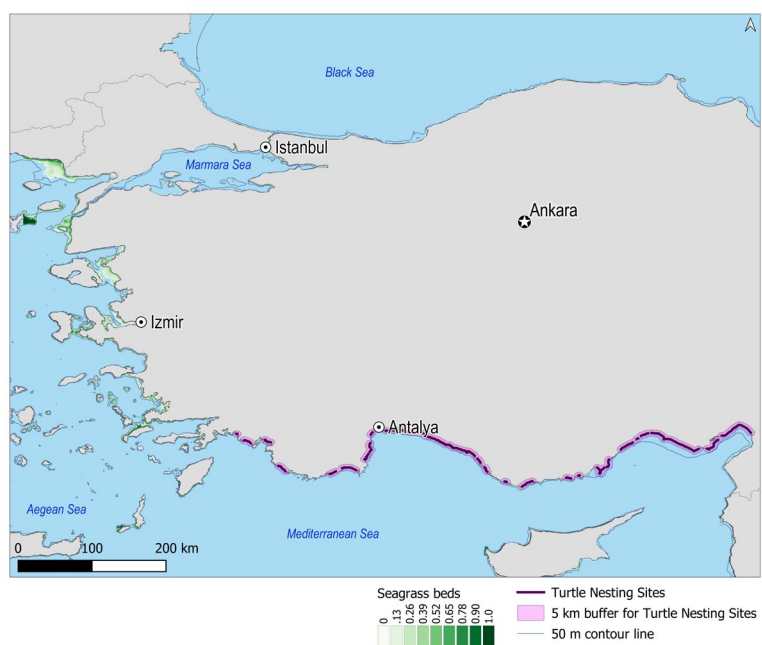 Black Sea
Istanbul
Marmara Sea
Ankara
Izmir
Antalya
Aegean Sea
Mediterranean Sea
0 100 200 km
Seagrass beds
0 .13 0.26 0.39 0.52 0.65 0.78 0.90 1.0
Turtle Nesting Sites
5 km buffer for Turtle Nesting Sites
50 m contour line